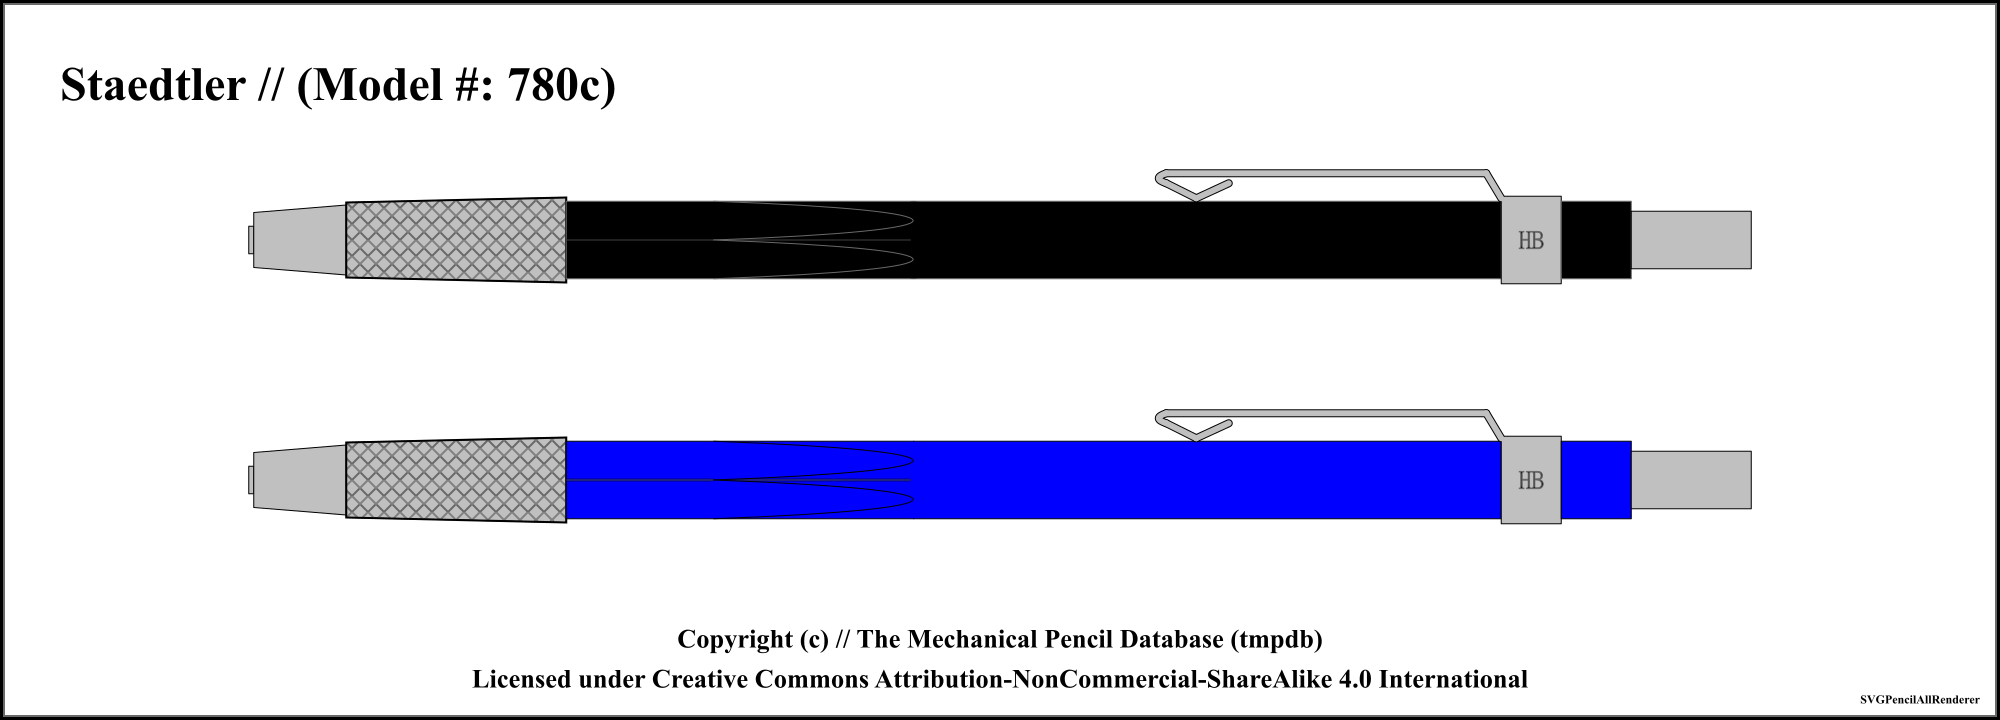 Staedtler // (Model #: 780c)
HB
HB
Copyright (c) // The Mechanical Pencil Database (tmpdb)
Licensed under Creative Commons Attribution-NonCommercial-ShareAlike 4.0 International
SVGPencilAllRenderer